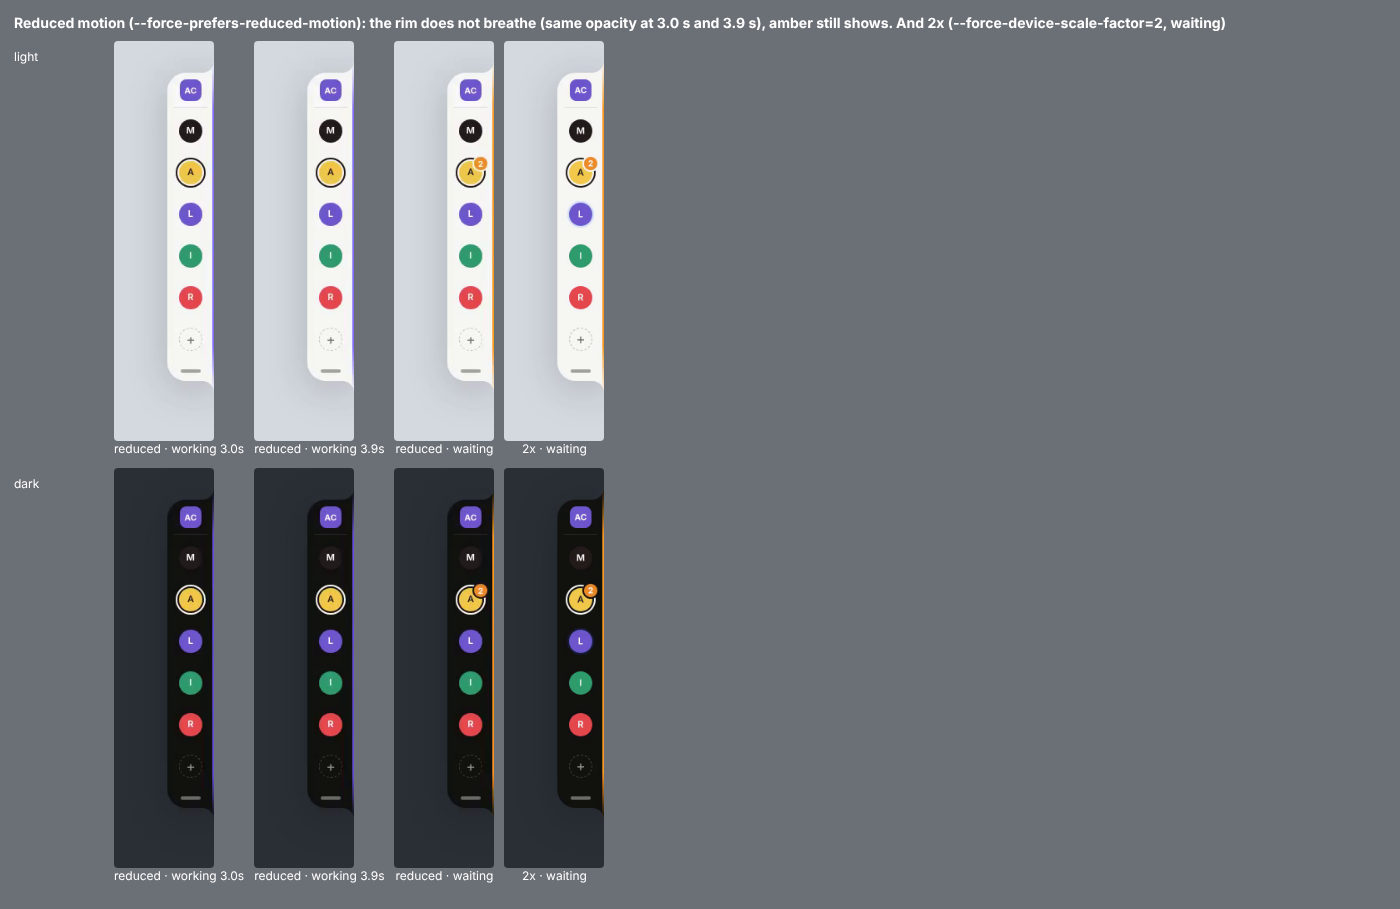 Reduced motion (--force-prefers-reduced-motion): the rim does not breathe (same opacity at 3.0 s and 3.9 s), amber still shows. And 2x (--force-device-scale-factor=2, waiting)
light
AC AC AC AC
M M M M
A A A 2 A 2
L L L L
I I I I
R R R R
+ + + +
reduced · working 3.0s reduced · working 3.9s reduced · waiting 2x · waiting
dark
AC AC AC AC
M M M M
A A A 2 A 2
L L L L
I I I I
R R R R
+ + + +
reduced · working 3.0s reduced · working 3.9s reduced · waiting 2x · waiting